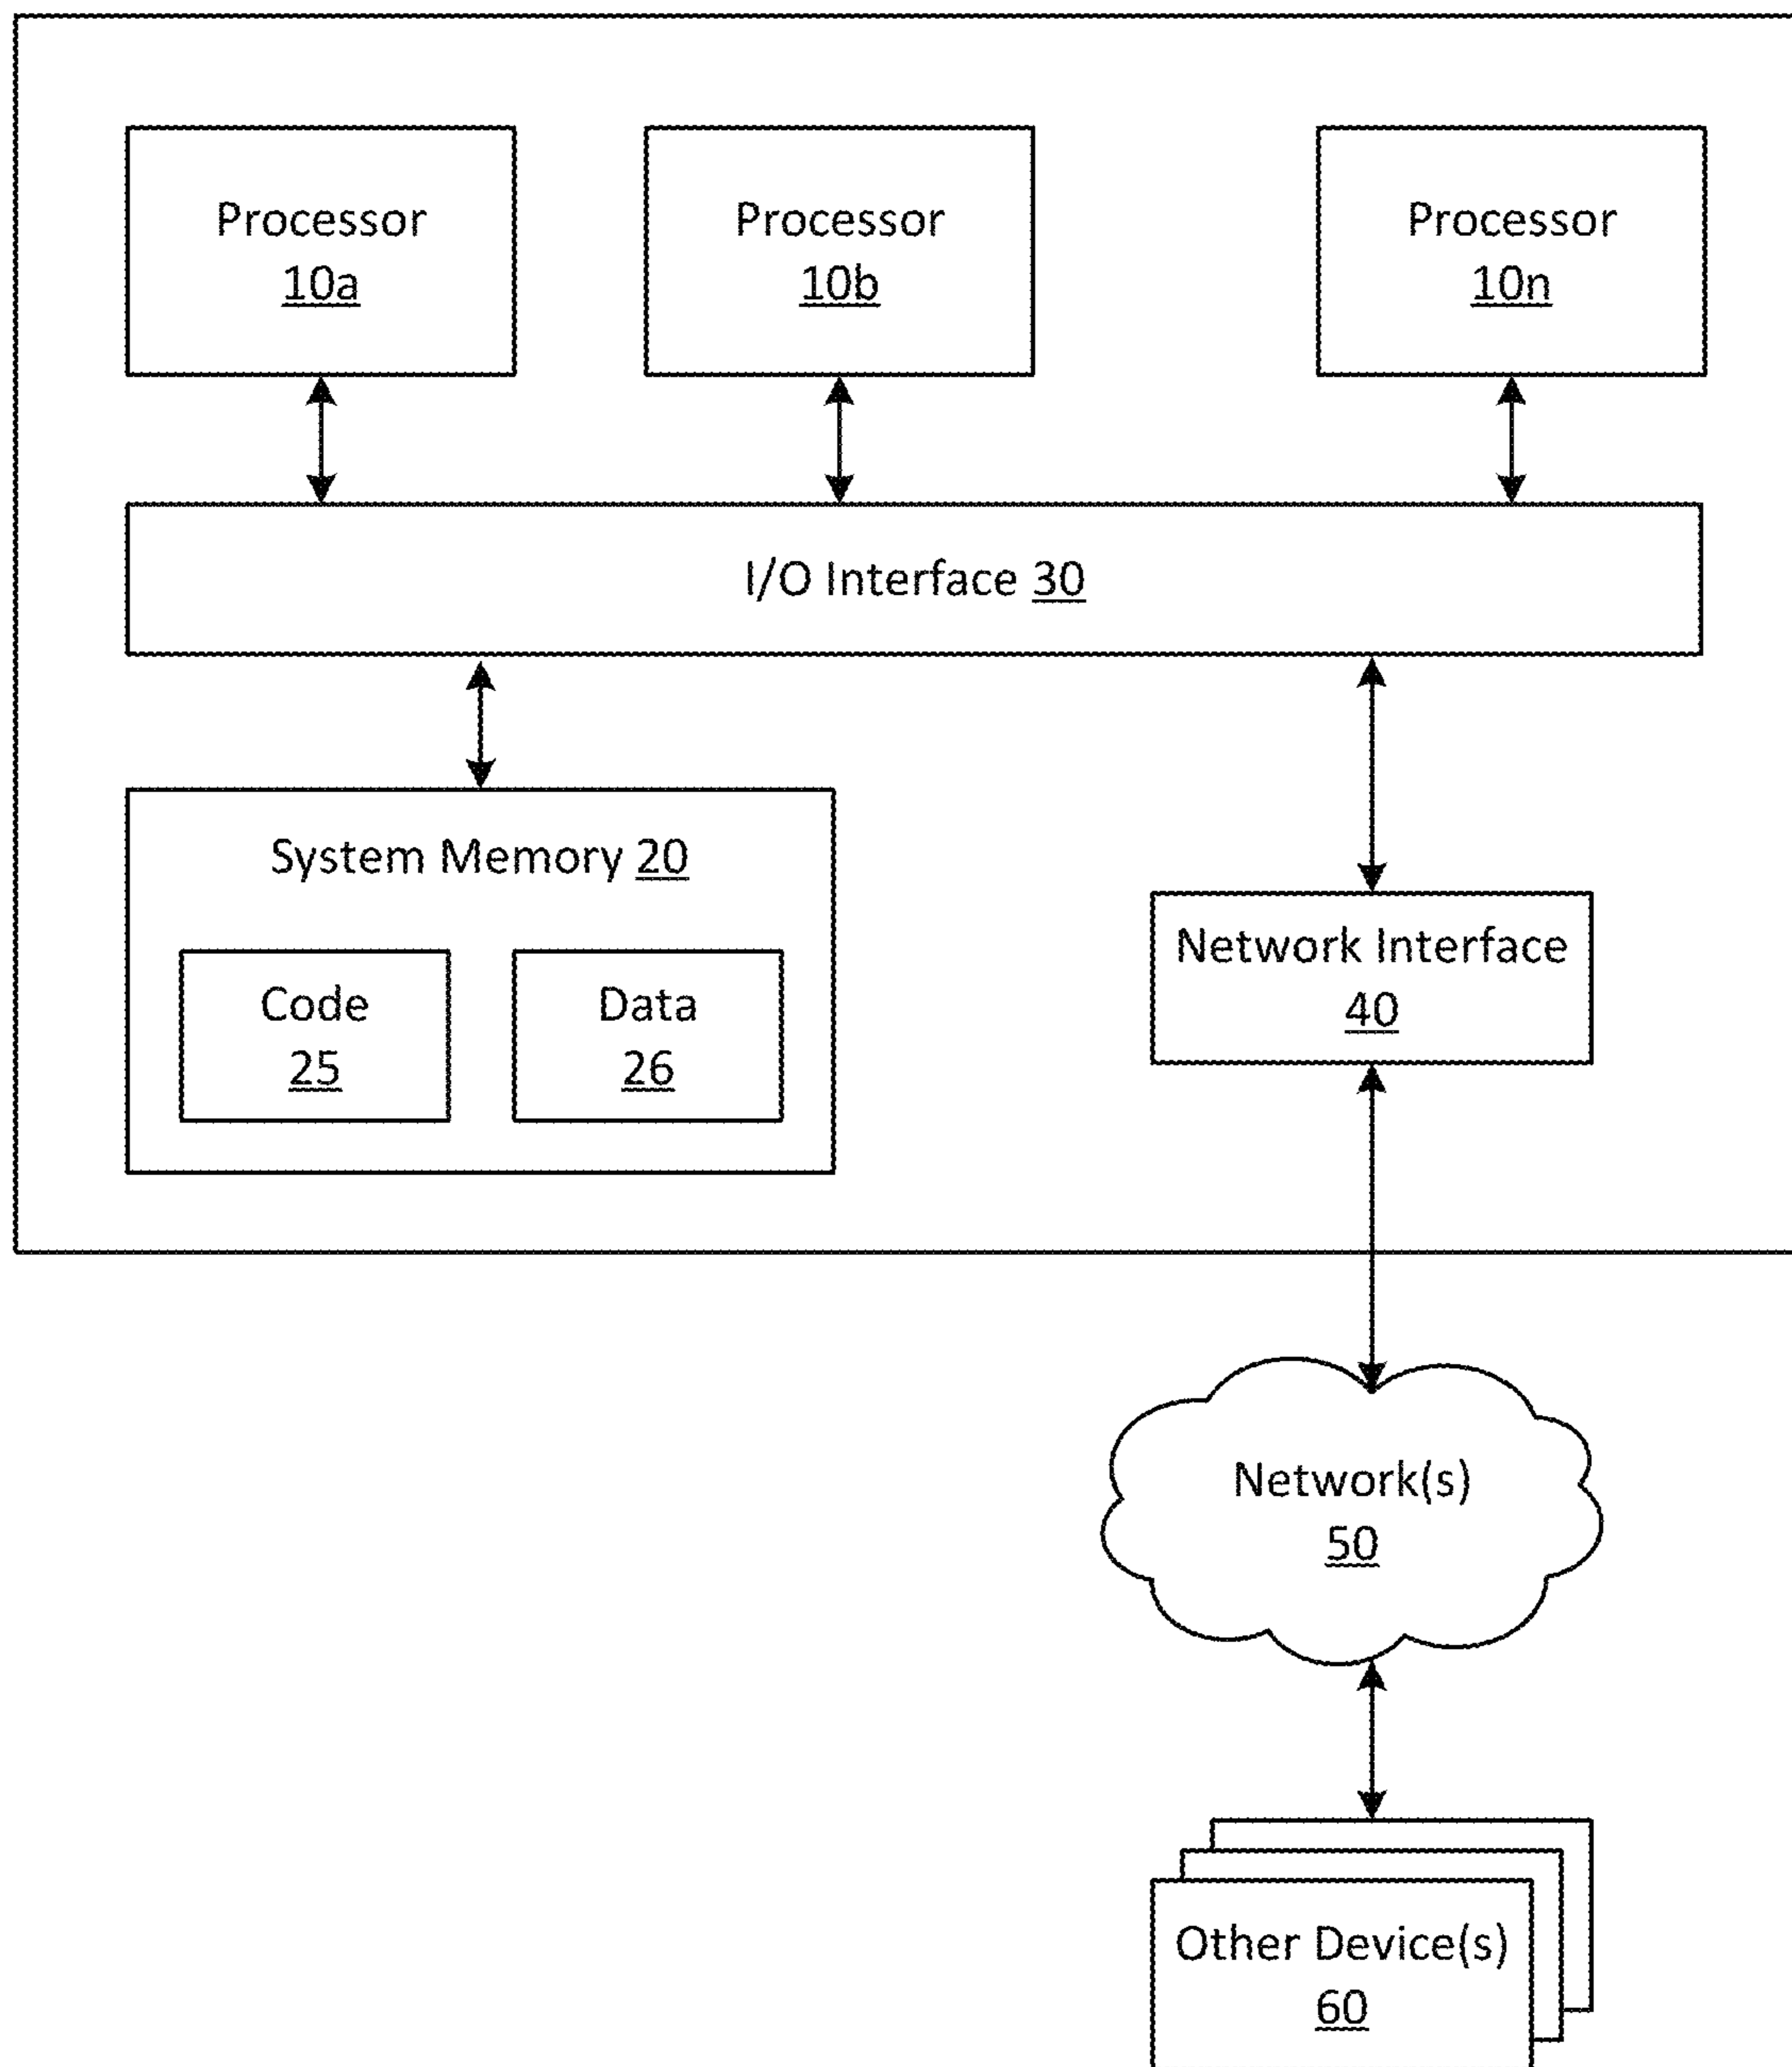 Processor
10a
Processor
10b
Processor
10n
I/O Interface 30
System Memory 20
Code
25
Data
26
Network Interface
40
Network(s)
50
Other Device(s)
60